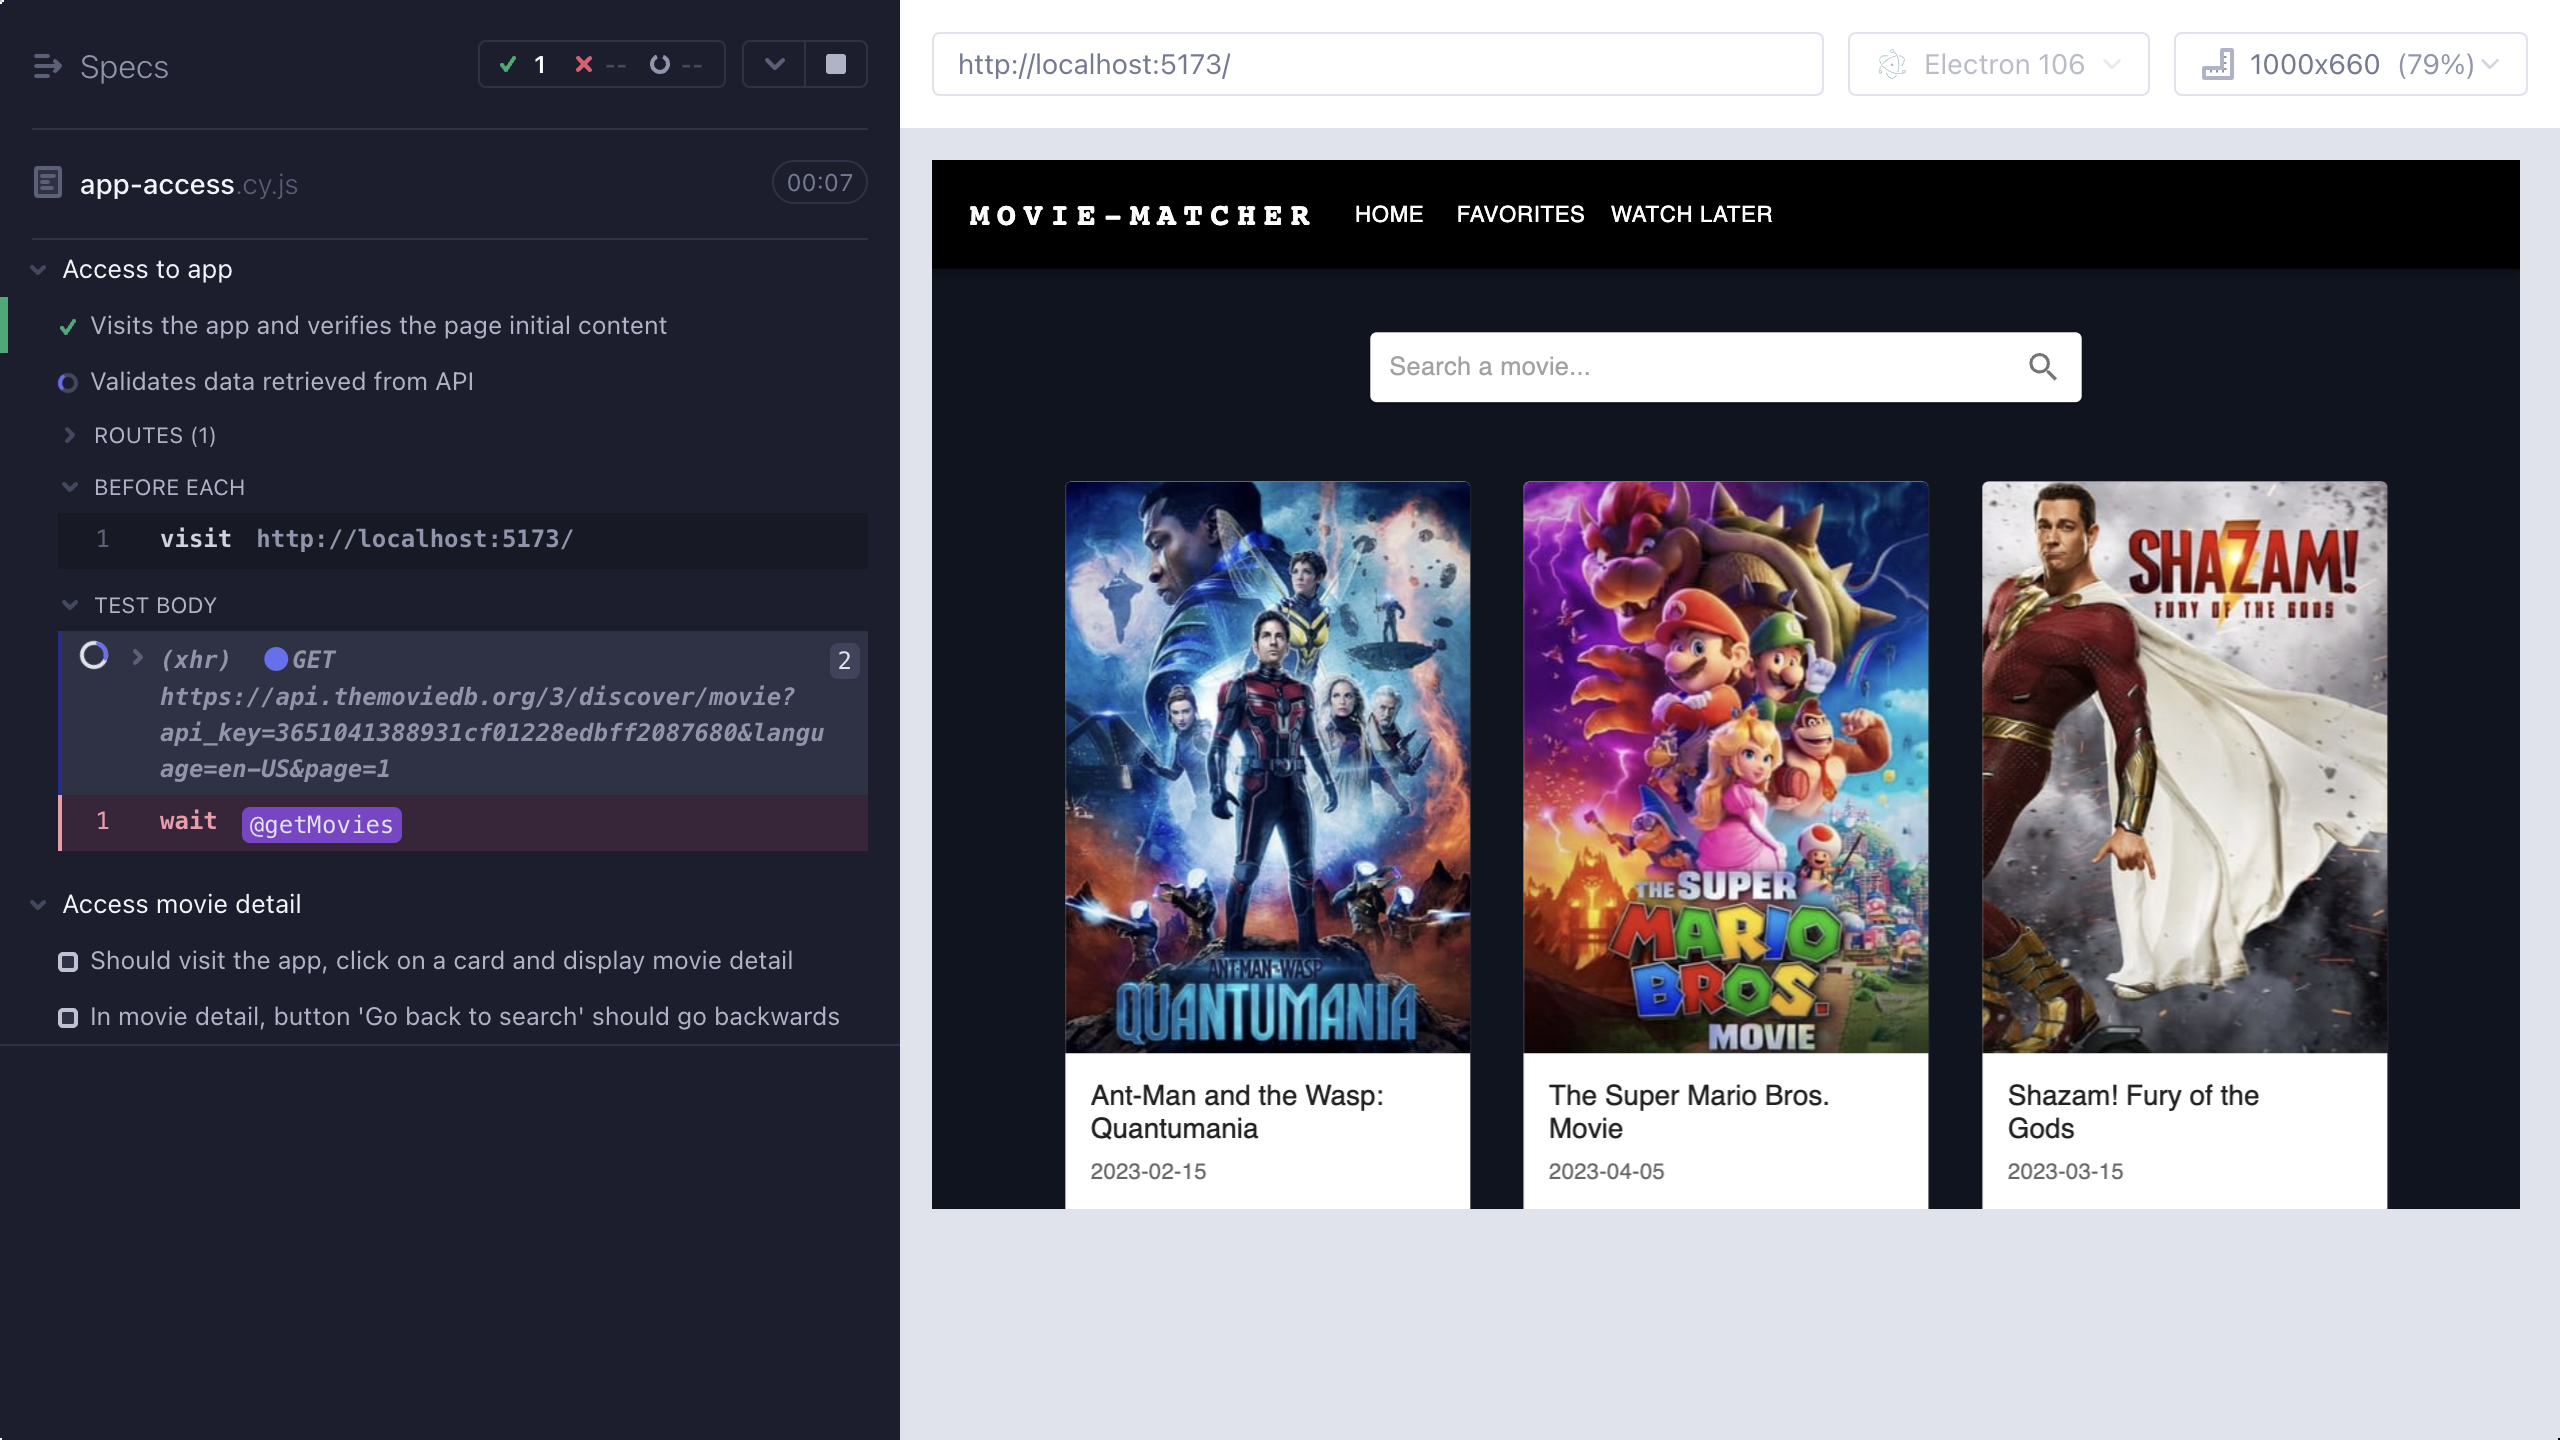 Specs
1
--
--
http://localhost:5173/
Electron 106
1000x660 (79%)
app-access.cy.js
00:07
Access to app
Visits the app and verifies the page initial content
Validates data retrieved from API
ROUTES (1)
BEFORE EACH
1 visit http://localhost:5173/
TEST BODY
(xhr) GET
2
https://api.themoviedb.org/3/discover/movie?
api_key=3651041388931cf01228edbff2087680&langu
age=en-US&page=1
1 wait @getMovies
Access movie detail
Should visit the app, click on a card and display movie detail
In movie detail, button 'Go back to search' should go backwards
MOVIE-MATCHER
HOME
FAVORITES
WATCH LATER
Search a movie...
ANT-MAN AND THE WASP
QUANTUMANIA
Ant-Man and the Wasp:
Quantumania
2023-02-15
THE SUPER
MARIO
BROS.
MOVIE
The Super Mario Bros.
Movie
2023-04-05
SHAZAM!
FURY OF THE GODS
Shazam! Fury of the
Gods
2023-03-15